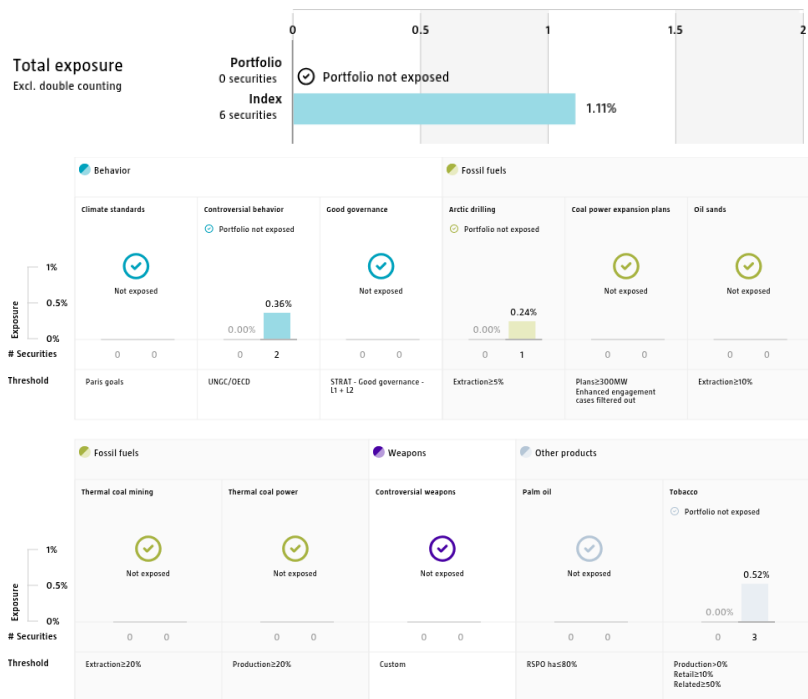 0 0.5 1 1.5 2
Total exposure
Excl. double counting
Portfolio
0 securities
Portfolio not exposed
Index
6 securities
1.11%
Behavior
Fossil fuels
Climate standards
Controversial behavior
Good governance
Arctic drilling
Coal power expansion plans
Oil sands
Portfolio not exposed
Portfolio not exposed
Exposure
1%
0.5%
0%
Not exposed
0.00%
0.36%
Not exposed
0.00%
0.24%
Not exposed
Not exposed
# Securities
0 0
0 2
0 0
0 1
0 0
0 0
Threshold
Paris goals
UNGC/OECD
STRAT - Good governance -
L1 + L2
Extraction≥5%
Plans≥300MW
Enhanced engagement
cases filtered out
Extraction≥10%
Fossil fuels
Weapons
Other products
Thermal coal mining
Thermal coal power
Controversial weapons
Palm oil
Tobacco
Portfolio not exposed
Exposure
1%
0.5%
0%
Not exposed
Not exposed
Not exposed
Not exposed
0.00%
0.52%
# Securities
0 0
0 0
0 0
0 0
0 3
Threshold
Extraction≥20%
Production≥20%
Custom
RSPO ha≤80%
Production>0%
Retail≥10%
Related≥50%